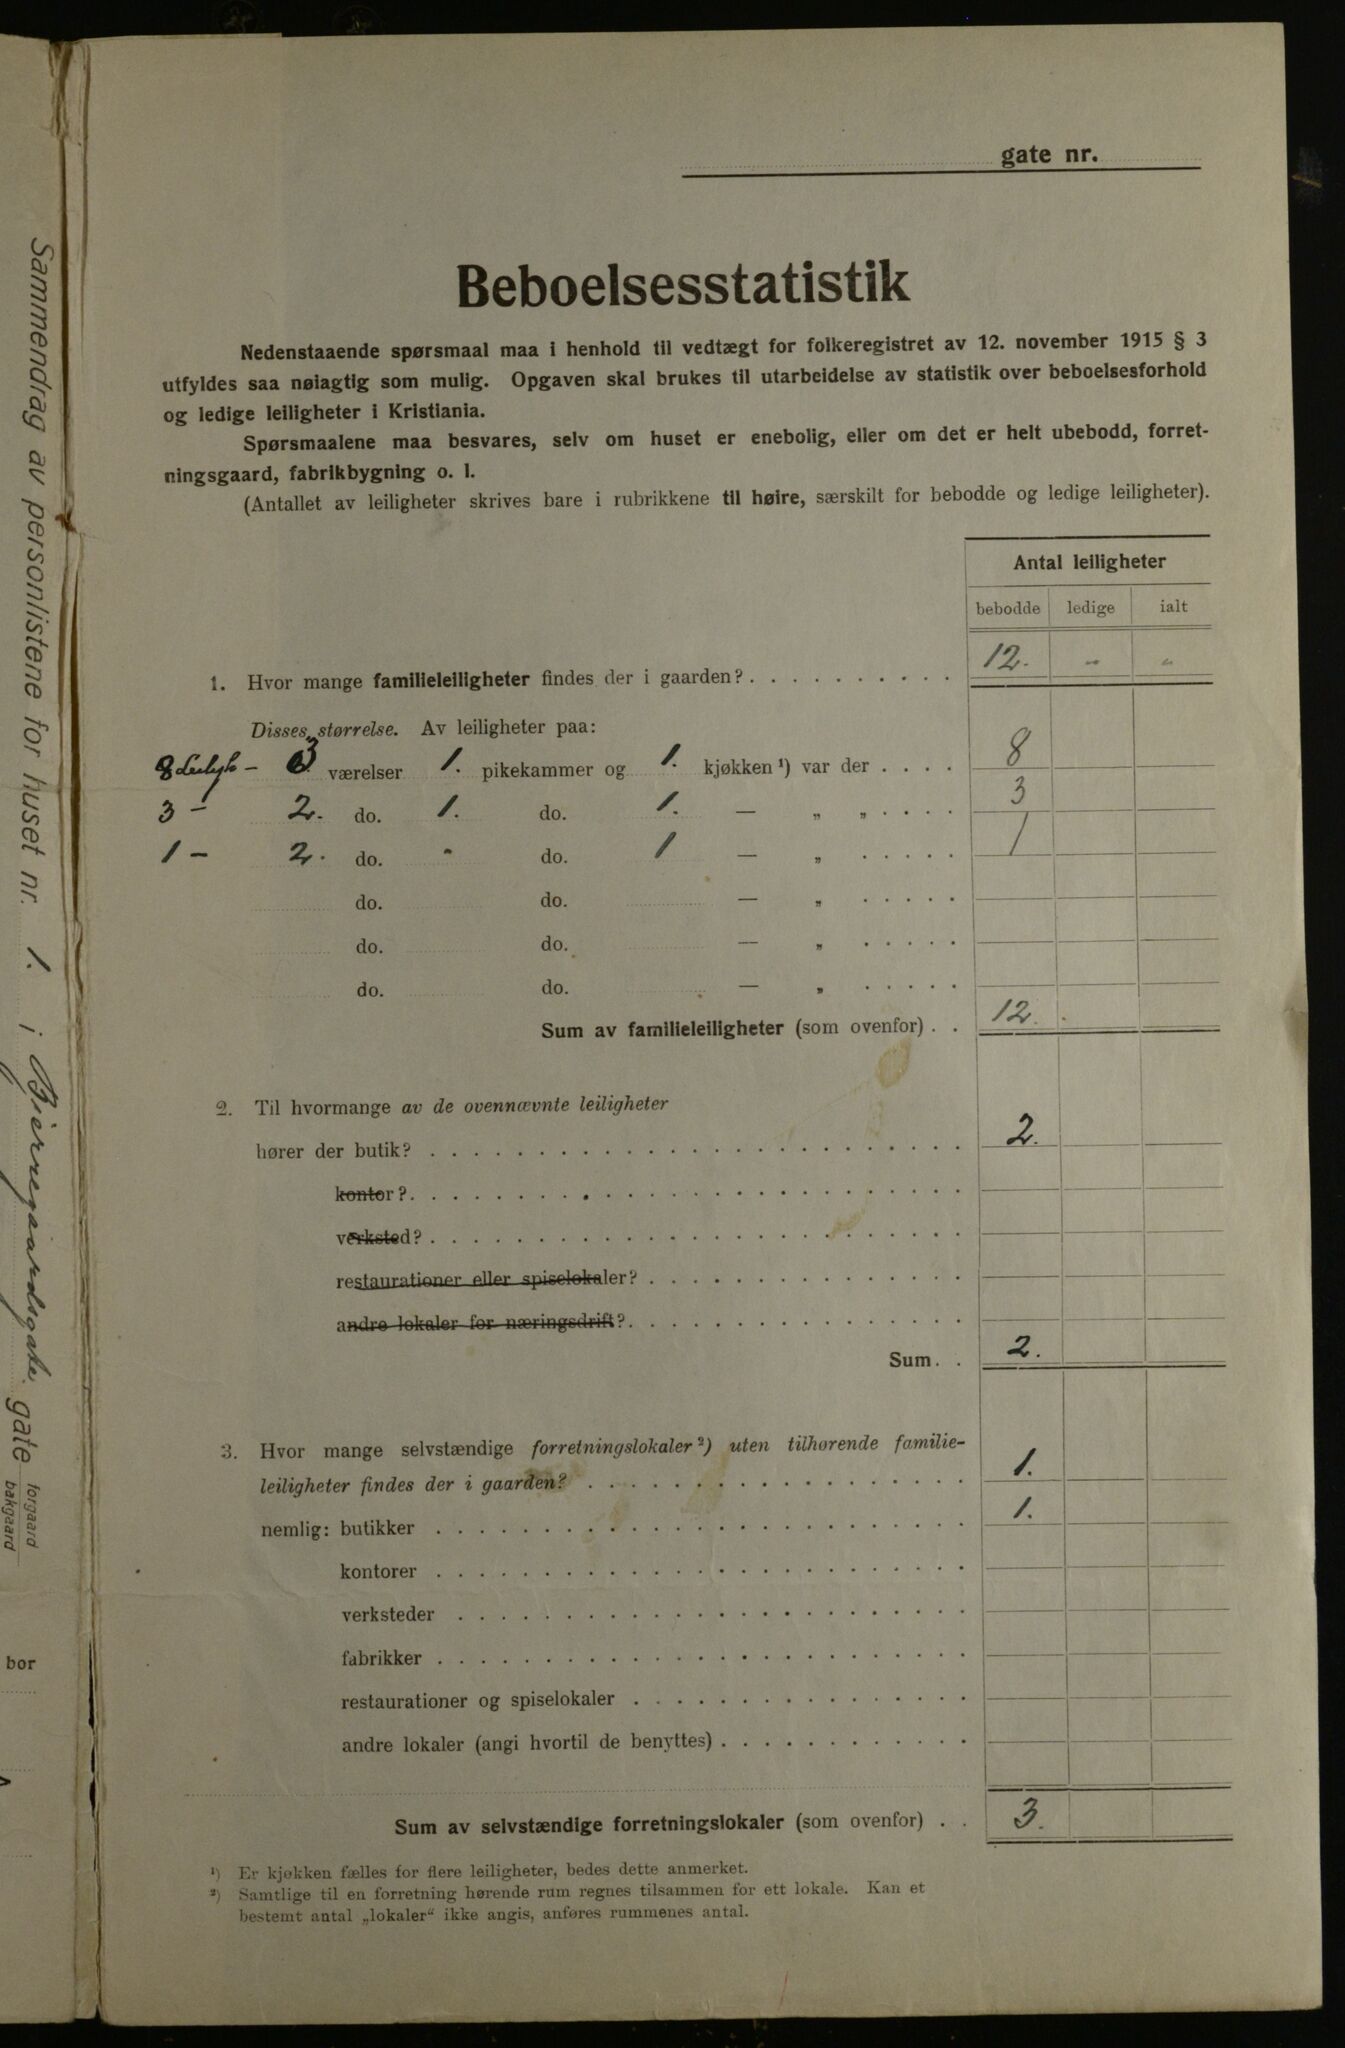 gate nr.
Beboelsesstatistik
Nedenstaaende spørsmaal maa i henhold til vedtægt for folkeregistret av 12. november 1915 § 3
utfyldes saa nøiagtig som mulig. Opgaven skal brukes til utarbeidelse av statistik over beboelsesforhold
og ledige leiligheter i Kristiania.
Spørsmaalene maa besvares, selv om huset er enebolig, eller om det er helt ubebodd, forret-
ningsgaard, fabrikbygning o. l.
(Antallet av leiligheter skrives bare i rubrikkene til høire, særskilt for bebodde og ledige leiligheter).
Antal leiligheter
bebodde ledige ialt
1. Hvor mange familieleiligheter findes der i gaarden? . . . . . . . . . . 12. „ „
Disses størrelse. Av leiligheter paa:
8 – 3 værelser 1. pikekammer og 1. kjøkken ¹) var der . . . . 8
3 – 2. do. 1. do. 1. — „ „ . . . . . 3
1 – 2. do. - do. 1 — „ . . . . . 1
do. do. — „ . . . . .
do. do. — „ . . . . .
do. do. — „ . . . . .
Sum av familieleiligheter (som ovenfor) . . 12.
2. Til hvormange av de ovennævnte leiligheter
hører der butik? . . . . . . . . . . 2.
kontor? . . . . . . . . . .
verksted? . . . . . . . . . .
restaurationer eller spiselokaler? . . . . . . . . . .
andre lokaler for næringsdrift? . . . . . . . . . .
Sum. . 2.
3. Hvor mange selvstændige forretningslokaler ²) uten tilhørende familie-
leiligheter findes der i gaarden? . . . . . . . . . . 1.
nemlig: butikker . . . . . . . . . . 1.
kontorer . . . . . . . . . .
verksteder . . . . . . . . . .
fabrikker . . . . . . . . . .
restaurationer og spiselokaler . . . . . . . . . .
andre lokaler (angi hvortil de benyttes) . . . . . . . . . .
Sum av selvstændige forretningslokaler (som ovenfor) . . 3.
¹) Er kjøkken fælles for flere leiligheter, bedes dette anmerket.
²) Samtlige til en forretning hørende rum regnes tilsammen for ett lokale. Kan et
bestemt antal „lokaler“ ikke angis, anføres rummenes antal.
Sammendrag av personlistene for huset nr. 1. i Bjerregaardsgate. gate forgaard
bakgaard
bor